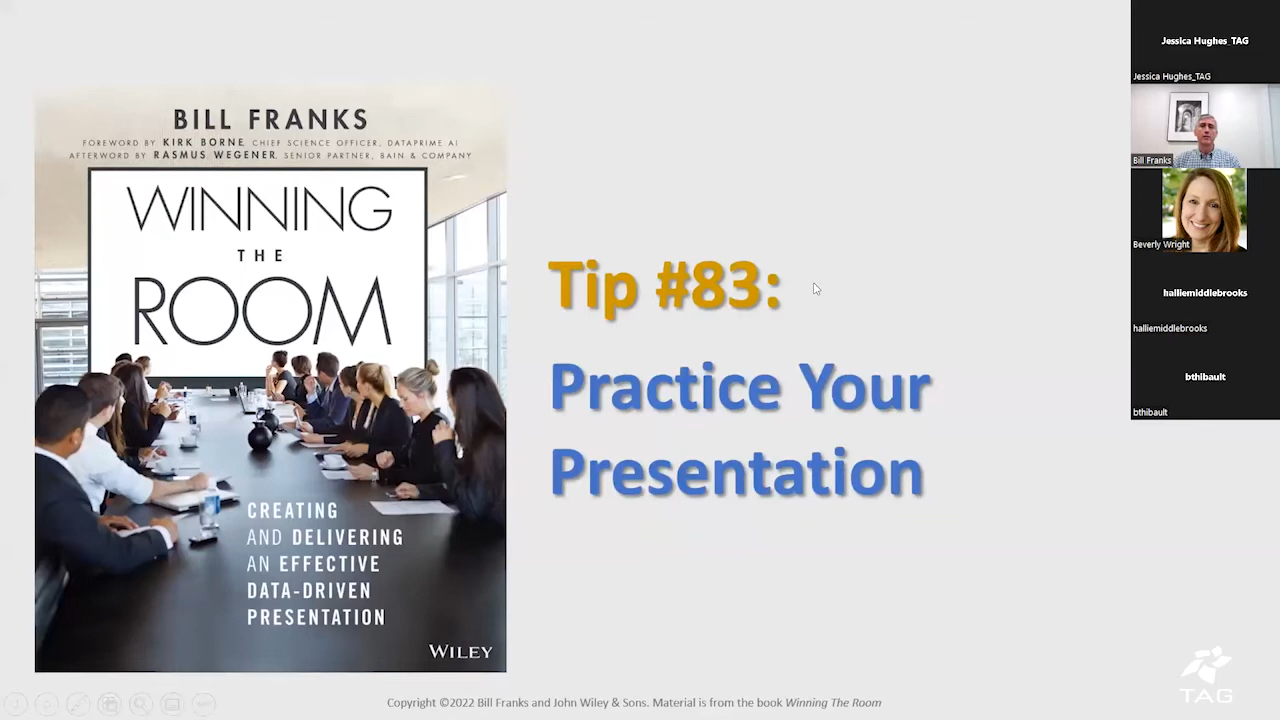 BILL FRANKS
FOREWORD BY KIRK BORNE, CHIEF SCIENCE OFFICER, DATAPRIME AI
AFTERWORD BY RASMUS WEGENER, SENIOR PARTNER, BAIN & COMPANY
WINNING
THE
ROOM
CREATING
AND DELIVERING
AN EFFECTIVE
DATA-DRIVEN
PRESENTATION
WILEY
Tip #83:
Practice Your
Presentation
Jessica Hughes_TAG
Jessica Hughes_TAG
Bill Franks
Beverly Wright
halliemiddlebrooks
halliemiddlebrooks
bthibault
bthibault
TAG
Copyright ©2022 Bill Franks and John Wiley & Sons. Material is from the book Winning The Room